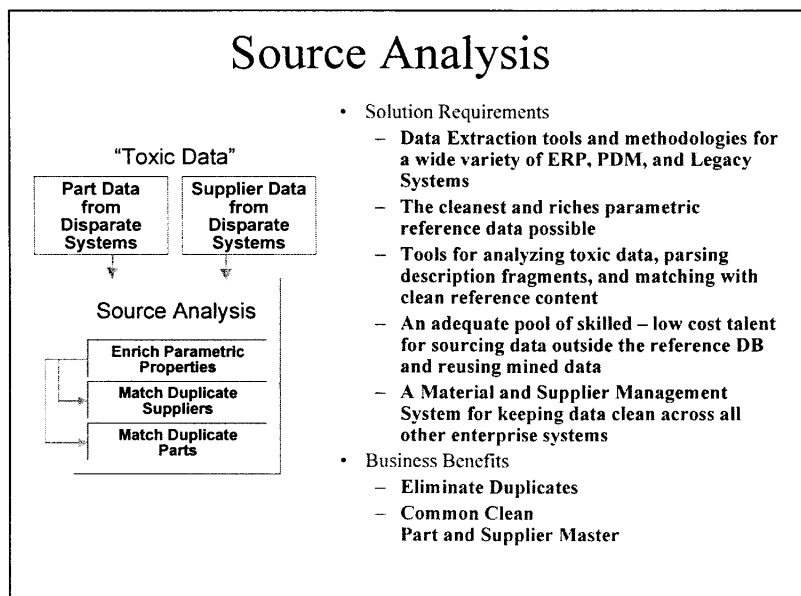 Source Analysis
"Toxic Data"
Part Data
from
Disparate
Systems
Supplier Data
from
Disparate
Systems
Source Analysis
Enrich Parametric
Properties
Match Duplicate
Suppliers
Match Duplicate
Parts
• Solution Requirements
– Data Extraction tools and methodologies for
a wide variety of ERP, PDM, and Legacy
Systems
– The cleanest and riches parametric
reference data possible
– Tools for analyzing toxic data, parsing
description fragments, and matching with
clean reference content
– An adequate pool of skilled – low cost talent
for sourcing data outside the reference DB
and reusing mined data
– A Material and Supplier Management
System for keeping data clean across all
other enterprise systems
• Business Benefits
– Eliminate Duplicates
– Common Clean
Part and Supplier Master